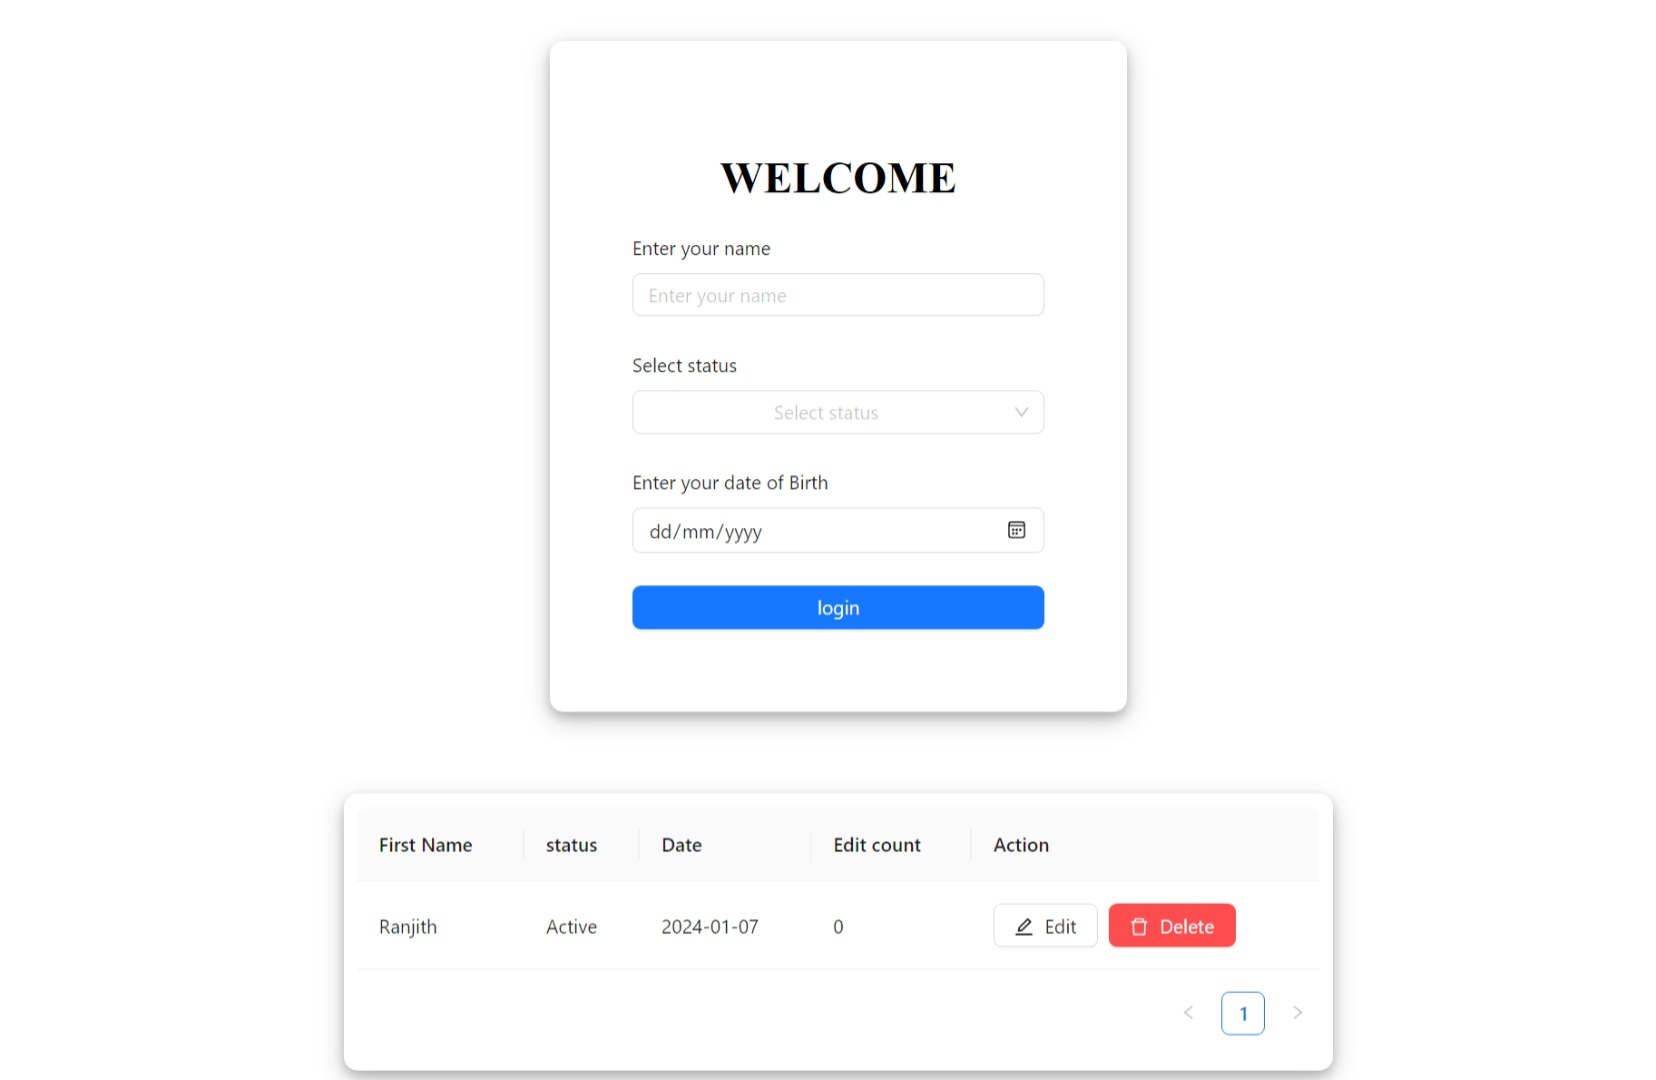 WELCOME
Enter your name
Enter your name
Select status
Select status
Enter your date of Birth
dd/mm/yyyy
login
First Name status Date Edit count Action
Ranjith Active 2024-01-07 0 Edit Delete
< 1 >